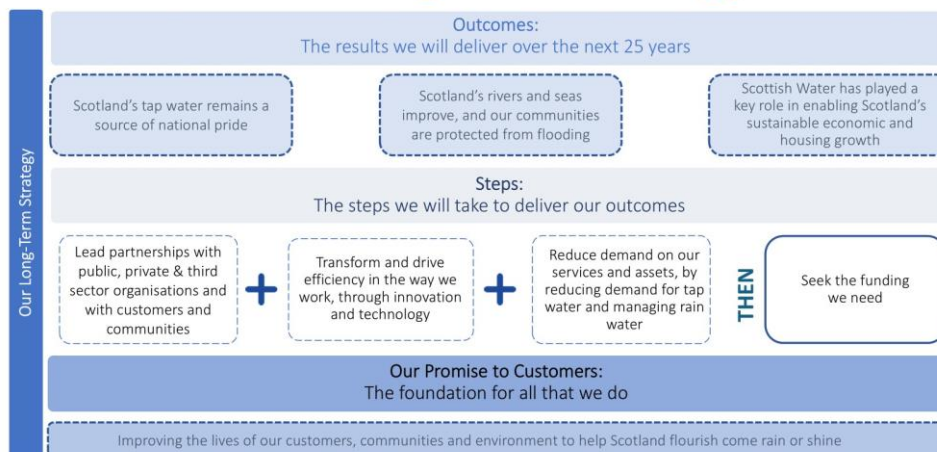 Our Long-Term Strategy
Outcomes:
The results we will deliver over the next 25 years
Scotland's tap water remains a
source of national pride
Scotland's rivers and seas
improve, and our communities
are protected from flooding
Scottish Water has played a
key role in enabling Scotland's
sustainable economic and
housing growth
Steps:
The steps we will take to deliver our outcomes
Lead partnerships with
public, private & third
sector organisations and
with customers and
communities
+
Transform and drive
efficiency in the way we
work, through innovation
and technology
+
Reduce demand on our
services and assets, by
reducing demand for tap
water and managing rain
water
THEN
Seek the funding
we need
Our Promise to Customers:
The foundation for all that we do
Improving the lives of our customers, communities and environment to help Scotland flourish come rain or shine